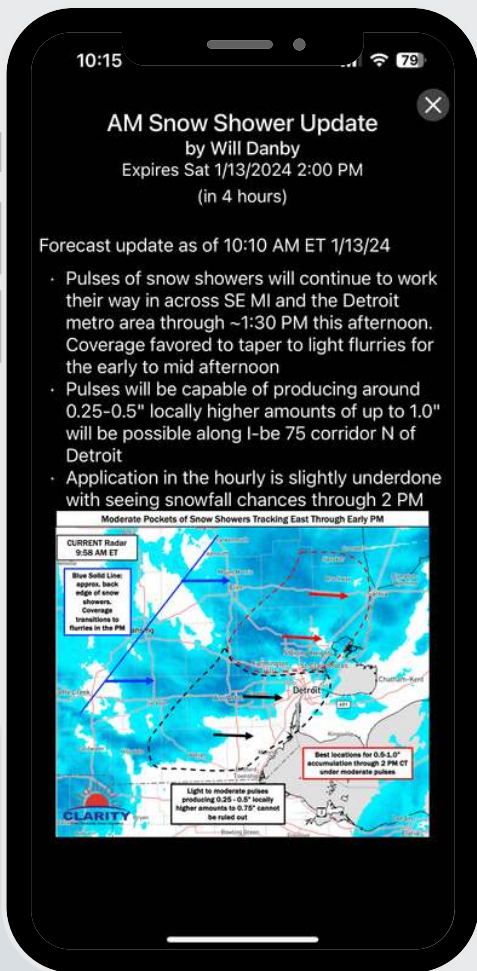 10:15
79
AM Snow Shower Update
by Will Danby
Expires Sat 1/13/2024 2:00 PM
(in 4 hours)
Forecast update as of 10:10 AM ET 1/13/24
· Pulses of snow showers will continue to work
their way in across SE MI and the Detroit
metro area through ~1:30 PM this afternoon.
Coverage favored to taper to light flurries for
the early to mid afternoon
· Pulses will be capable of producing around
0.25-0.5" locally higher amounts of up to 1.0"
will be possible along I-be 75 corridor N of
Detroit
· Application in the hourly is slightly underdone
with seeing snowfall chances through 2 PM
Moderate Pockets of Snow Showers Tracking East Through Early PM
CURRENT Radar
9:58 AM ET
Blue Solid Line:
approx. back
edge of snow
showers.
Coverage
transitions to
flurries in the PM
Farmington
Detroit
Chatham-Kent
401
Best locations for 0.5-1.0"
accumulation through 2 PM CT
under moderate pulses
Light to moderate pulses
producing 0.25 - 0.5" locally
higher amounts to 0.75" cannot
be ruled out
CLARITY
Bowling Green